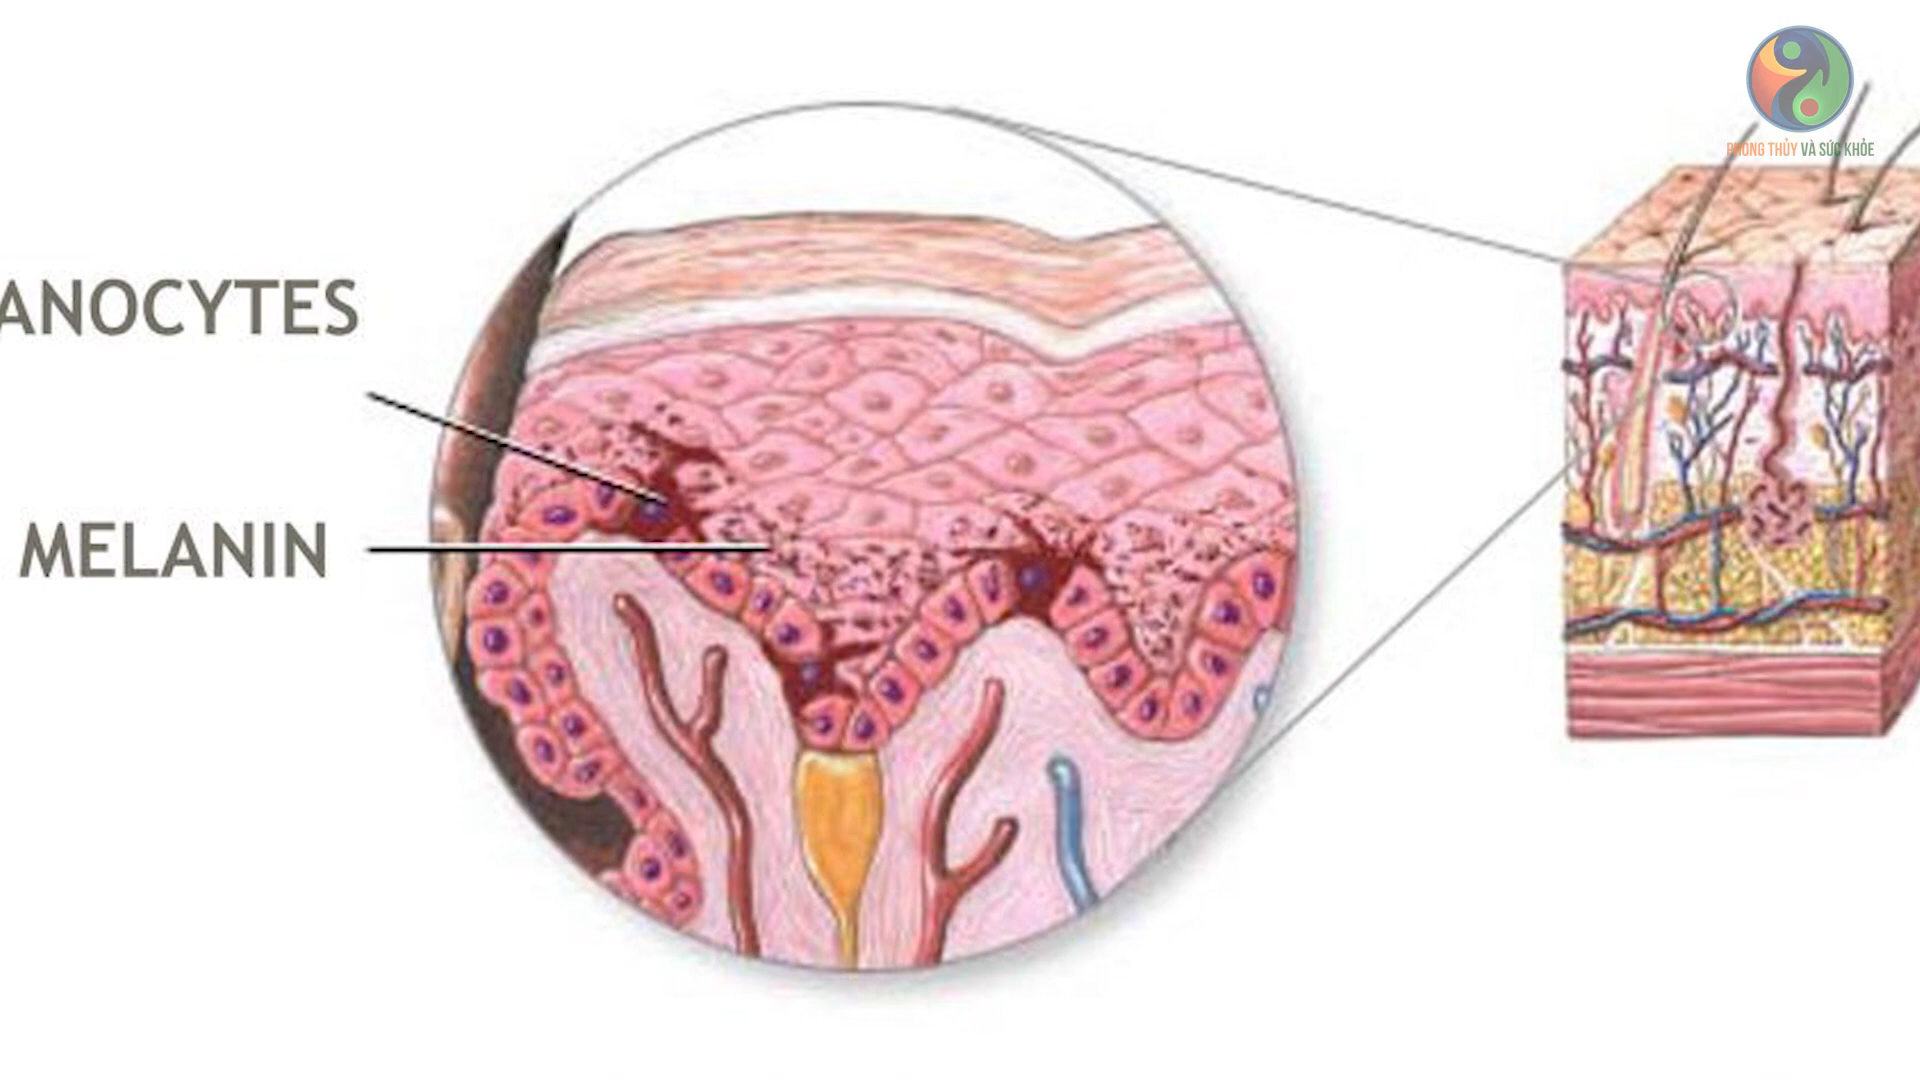 ANOCYTES
MELANIN
PHONG THỦY VÀ SỨC KHỎE